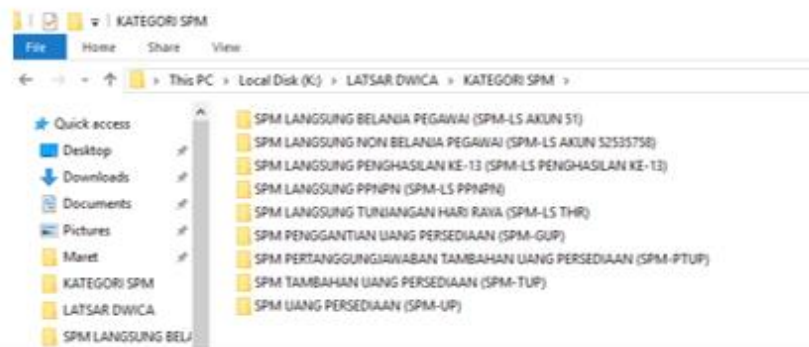 KATEGORI SPM
File Home Share View
This PC > Local Disk (K:) > LATSAR DWICA > KATEGORI SPM >
Quick access
Desktop
Downloads
Documents
Pictures
Maret
KATEGORI SPM
LATSAR DWICA
SPM LANGSUNG BELA
SPM LANGSUNG BELANJA PEGAWAI (SPM-LS AKUN 51)
SPM LANGSUNG NON BELANJA PEGAWAI (SPM-LS AKUN 52535758)
SPM LANGSUNG PENGHASILAN KE-13 (SPM-LS PENGHASILAN KE-13)
SPM LANGSUNG PPNPN (SPM-LS PPNPN)
SPM LANGSUNG TUNJANGAN HARI RAYA (SPM-LS THR)
SPM PENGGANTIAN UANG PERSEDIAAN (SPM-GUP)
SPM PERTANGGUNGJAWABAN TAMBAHAN UANG PERSEDIAAN (SPM-PTUP)
SPM TAMBAHAN UANG PERSEDIAAN (SPM-TUP)
SPM UANG PERSEDIAAN (SPM-UP)